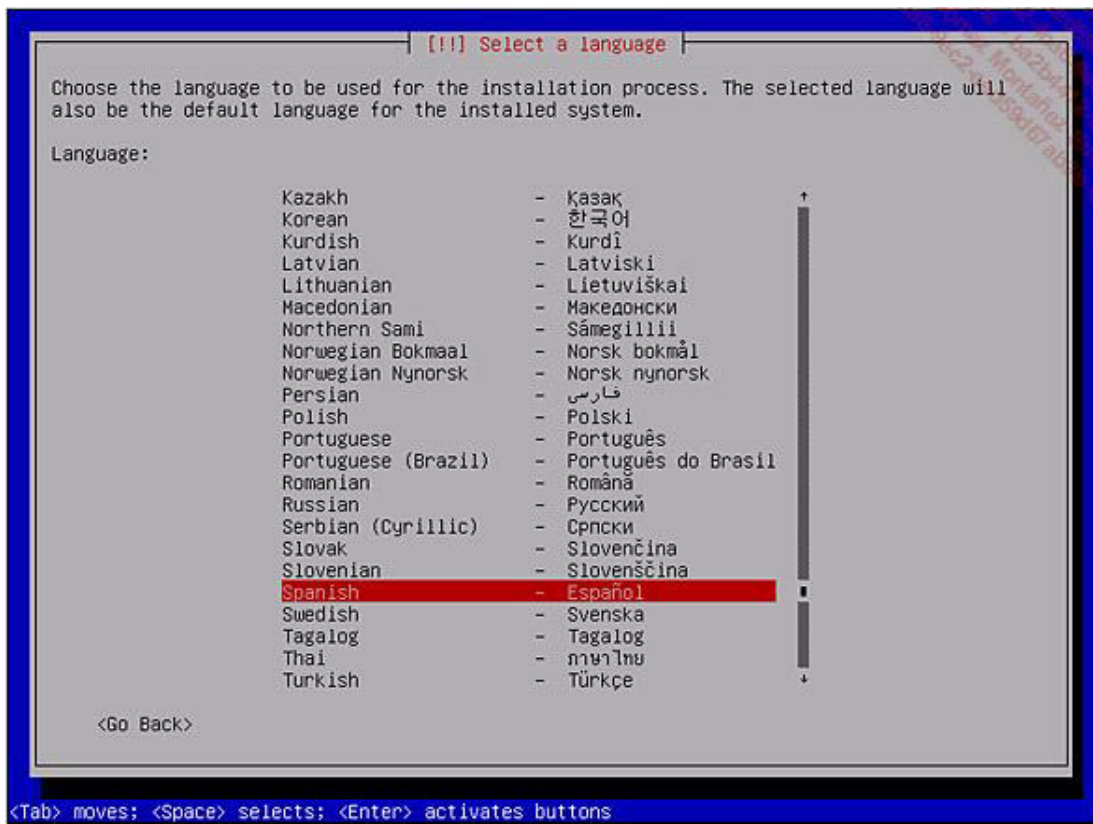 [!!] Select a language
Choose the language to be used for the installation process. The selected language will
also be the default language for the installed system.
Language:
Kazakh - Қазақ
Korean - 한국어
Kurdish - Kurdî
Latvian - Latviski
Lithuanian - Lietuviškai
Macedonian - Македонски
Northern Sami - Sámegillii
Norwegian Bokmaal - Norsk bokmål
Norwegian Nynorsk - Norsk nynorsk
Persian - فارسی
Polish - Polski
Portuguese - Português
Portuguese (Brazil) - Português do Brasil
Romanian - Română
Russian - Русский
Serbian (Cyrillic) - Српски
Slovak - Slovenčina
Slovenian - Slovenščina
Spanish - Español
Swedish - Svenska
Tagalog - Tagalog
Thai - ภาษาไทย
Turkish - Türkçe
<Go Back>
<Tab> moves; <Space> selects; <Enter> activates buttons